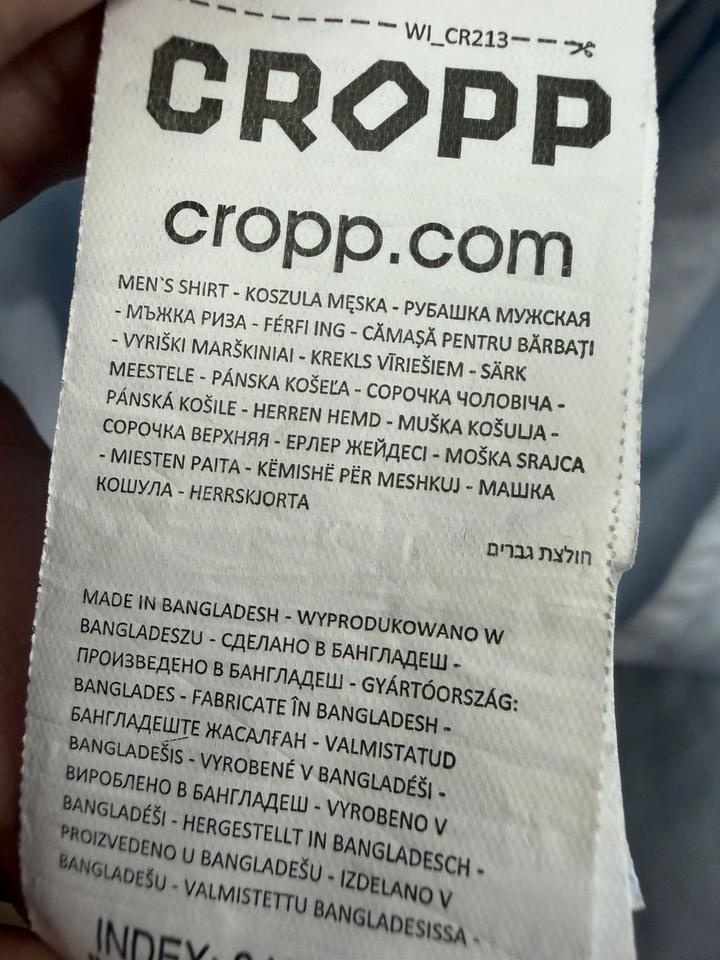 WI_CR213
CROPP
cropp.com
MEN`S SHIRT - KOSZULA MĘSKA - РУБАШКА МУЖСКАЯ
- МЪЖКА РИЗА - FÉRFI ING - CĂMAŞĂ PENTRU BĂRBAŢI
- VYRIŠKI MARŠKINIAI - KREKLS VĪRIEŠIEM - SÄRK
MEESTELE - PÁNSKA KOŠEĽA - СОРОЧКА ЧОЛОВІЧА -
PÁNSKÁ KOŠILE - HERREN HEMD - MUŠKA KOŠULJA -
СОРОЧКА ВЕРХНЯЯ - ЕРЛЕР ЖЕЙДЕСІ - MOŠKA SRAJCA
- MIESTEN PAITA - KËMISHË PËR MESHKUJ - МАШКА
КОШУЛА - HERRSKJORTA
חולצת גברים
MADE IN BANGLADESH - WYPRODUKOWANO W
BANGLADESZU - СДЕЛАНО В БАНГЛАДЕШ -
ПРОИЗВЕДЕНО В БАНГЛАДЕШ - GYÁRTÓORSZÁG:
BANGLADES - FABRICATE ÎN BANGLADESH -
БАНГЛАДЕШТЕ ЖАСАЛҒАН - VALMISTATUD
BANGLADEŠIS - VYROBENÉ V BANGLADÉŠI -
ВИРОБЛЕНО В БАНГЛАДЕШ - VYROBENO V
BANGLADÉŠI - HERGESTELLT IN BANGLADESCH -
PROIZVEDENO U BANGLADEŠU - IZDELANO V
BANGLADEŠU - VALMISTETTU BANGLADESISSA -
INDEX: